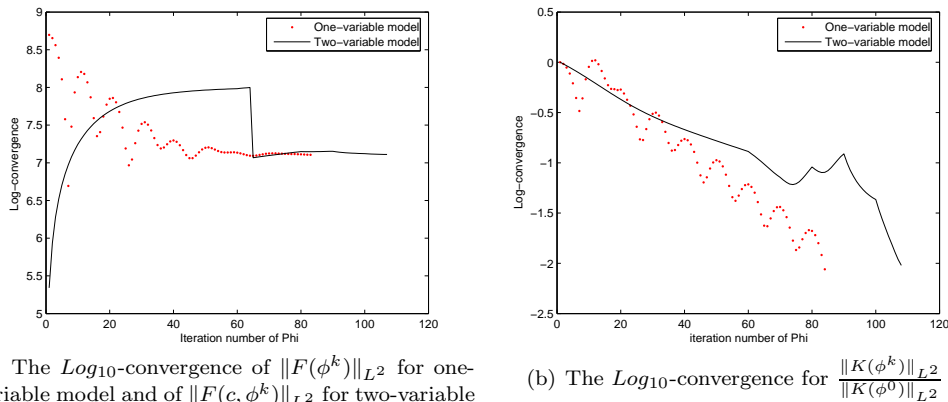 9
8.5
8
7.5
7
6.5
6
5.5
5
0 20 40 60 80 100 120
Log−convergence
Iteration number of Phi
One−variable model
Two−variable model
The Log10-convergence of ‖F(ϕ^k)‖_{L^2} for one-
iable model and of ‖F(c, ϕ^k)‖_{L^2} for two-variable
0.5
0
−0.5
−1
−1.5
−2
−2.5
0 20 40 60 80 100 120
Log−convergence
iteration number of Phi
One−variable model
Two−variable model
(b) The Log10-convergence for ‖K(ϕ^k)‖_{L^2} / ‖K(ϕ^0)‖_{L^2}